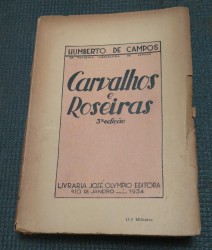 HUMBERTO DE CAMPOS
Carvalhos
e
Roseiras
3ª edição
LIVRARIA JOSÉ OLYMPIO EDITORA
RIO DE JANEIRO 1934